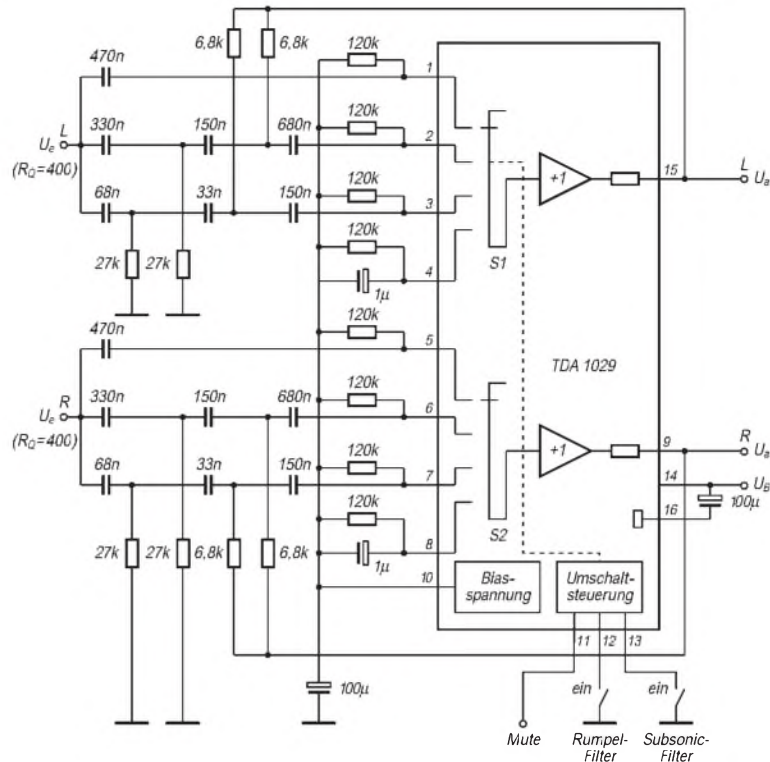 6,8k 6,8k
470n
120k
1
330n 150n 680n
120k
2
L
Uₑ
(R_Q=400)
68n 33n 150n
120k
3
27k 27k
120k
4
1µ
S1
+1
15
L
Uₐ
470n
120k
5
TDA 1029
330n 150n 680n
120k
6
R
Uₑ
(R_Q=400)
68n 33n 150n
120k
7
+1
9
R
Uₐ
14
U_B
100µ
16
27k 27k 6,8k 6,8k
120k
8
1µ
S2
10
Bias-
spannung
Umschalt-
steuerung
11 12 13
100µ
ein
ein
Mute
Rumpel-
Filter
Subsonic-
Filter